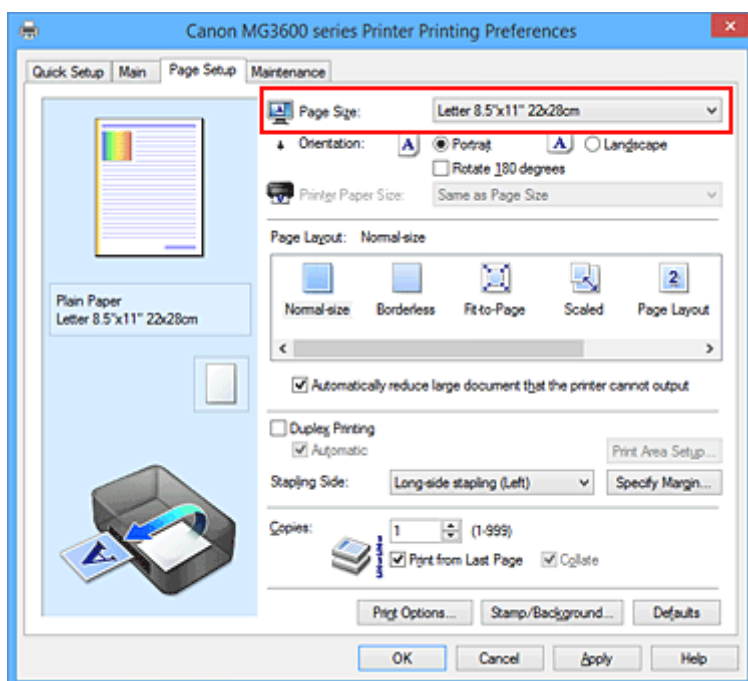 Canon MG3600 series Printer Printing Preferences
Quick Setup Main Page Setup Maintenance
Page Size: Letter 8.5"x11" 22x28cm
Orientation: A Portrait A Landscape
Rotate 180 degrees
Printer Paper Size: Same as Page Size
Page Layout: Normal-size
2
Normal-size Borderless Fit-to-Page Scaled Page Layout
Plain Paper
Letter 8.5"x11" 22x28cm
Automatically reduce large document that the printer cannot output
Duplex Printing
Automatic Print Area Setup...
Stapling Side: Long-side stapling (Left) Specify Margin...
Copies: 1 (1-999)
Print from Last Page Collate
A
Print Options... Stamp/Background... Defaults
OK Cancel Apply Help